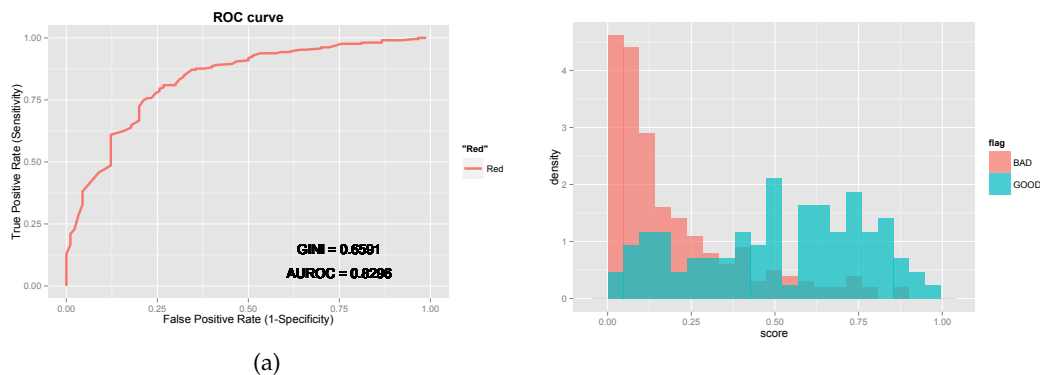 ROC curve
1.00
0.75
0.50
0.25
0.00
True Positive Rate (Sensitivity)
GINI = 0.6591
AUROC = 0.8296
0.00 0.25 0.50 0.75 1.00
False Positive Rate (1-Specificity)
"Red"
Red
(a)
4
3
2
1
0
density
0.00 0.25 0.50 0.75 1.00
score
flag
BAD
GOOD